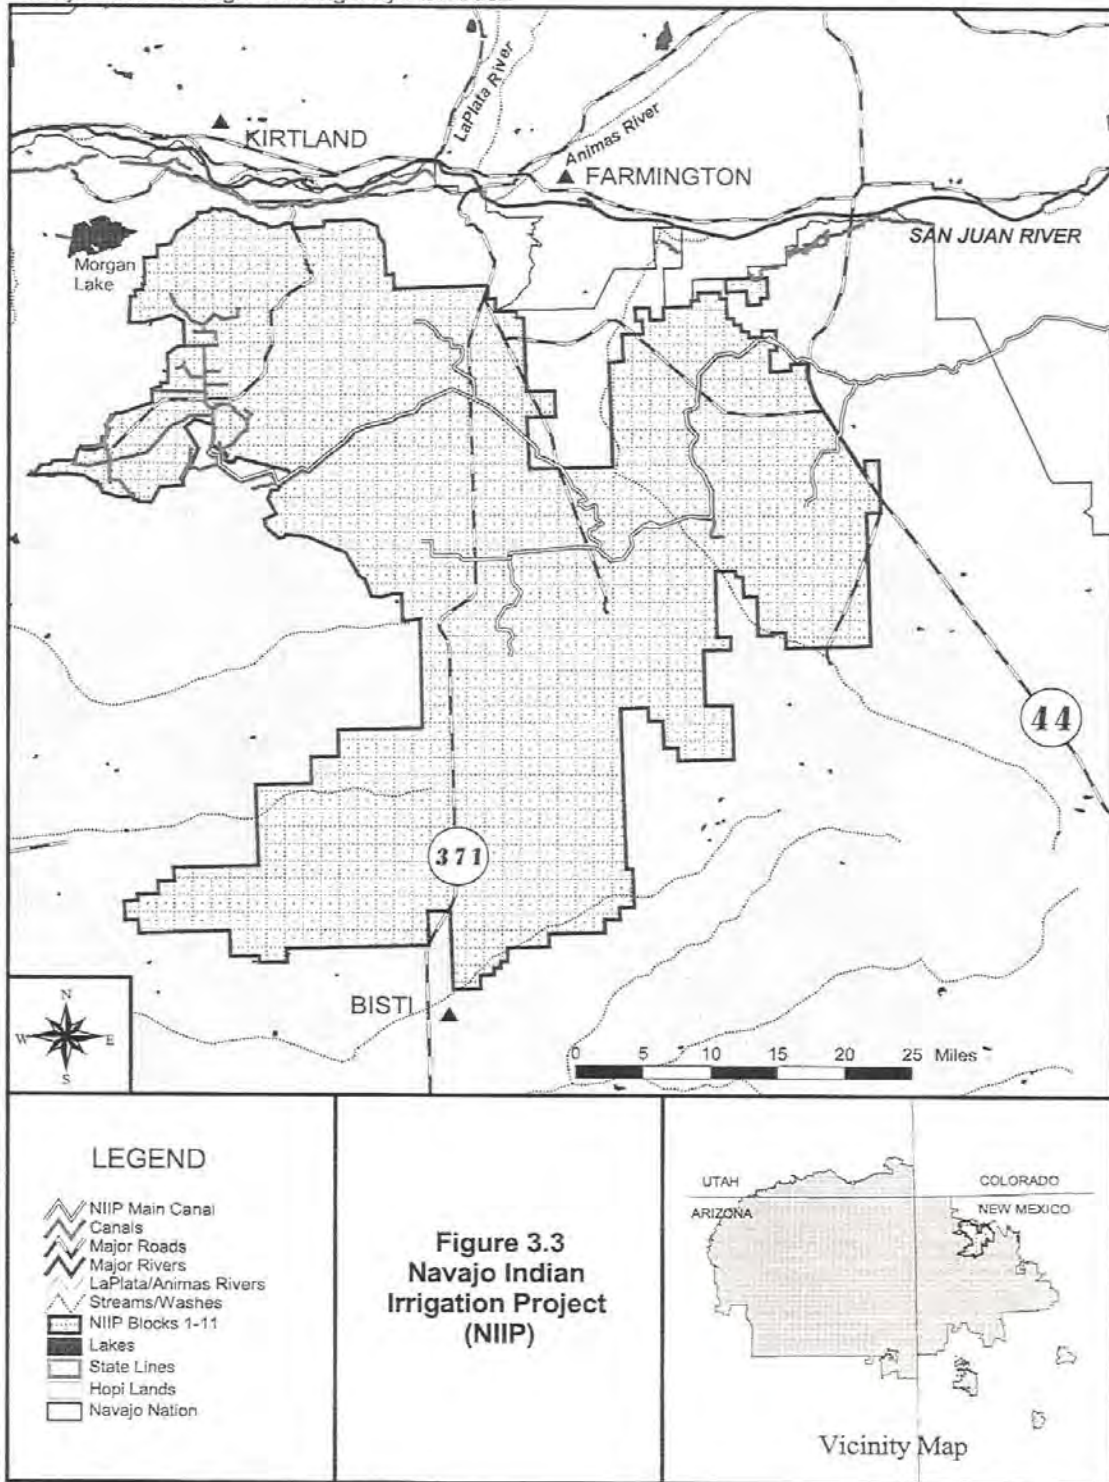 LaPlata River
KIRTLAND
Animas River
FARMINGTON
SAN JUAN RIVER
Morgan
Lake
44
371
BISTI
N
W E
S
0 5 10 15 20 25 Miles
LEGEND
NIIP Main Canal
Canals
Major Roads
Major Rivers
LaPlata/Animas Rivers
Streams/Washes
NIIP Blocks 1-11
Lakes
State Lines
Hopi Lands
Navajo Nation
Figure 3.3
Navajo Indian
Irrigation Project
(NIIP)
UTAH COLORADO
ARIZONA NEW MEXICO
Vicinity Map